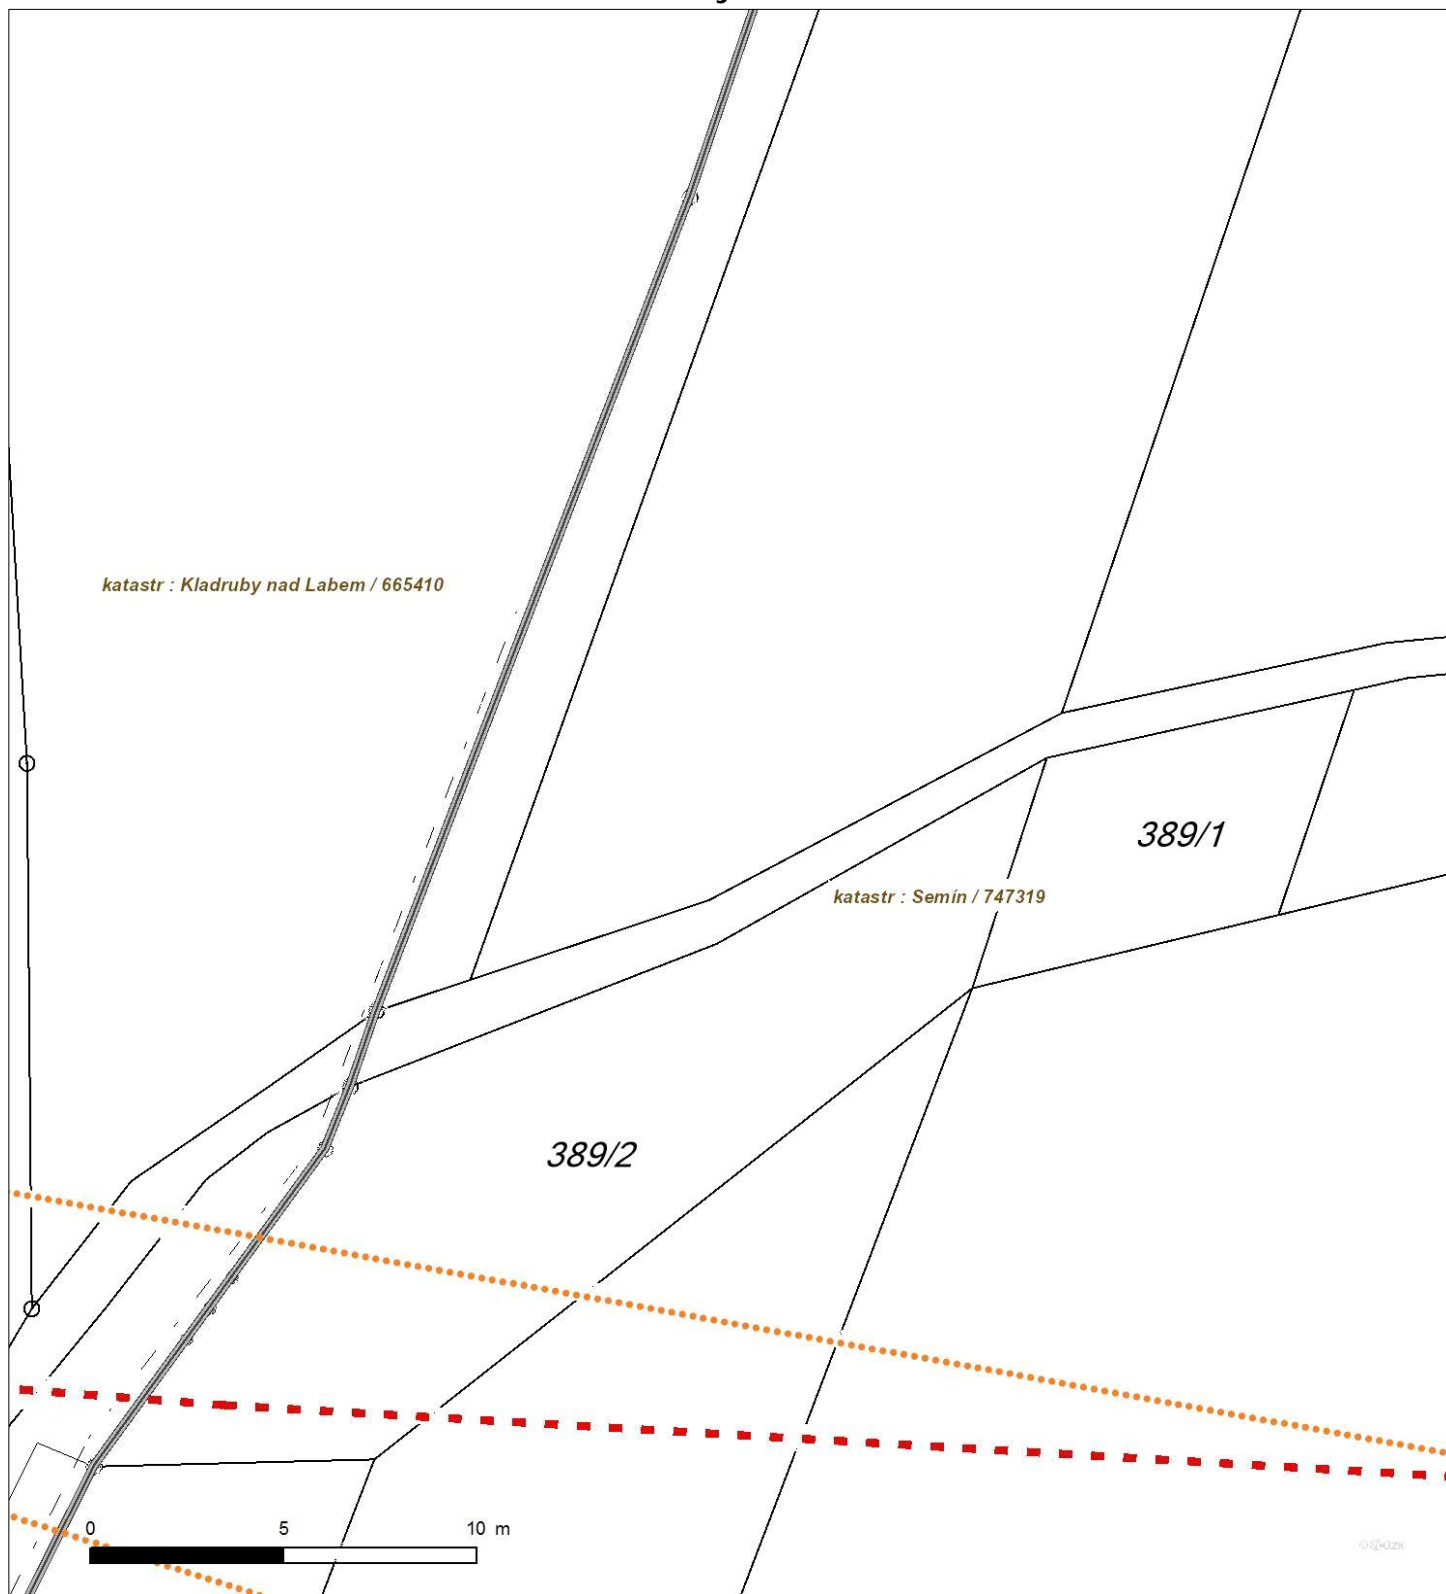 katastr : Kladruby nad Labem / 665410
389/1
katastr : Semín / 747319
389/2
0 5 10 m